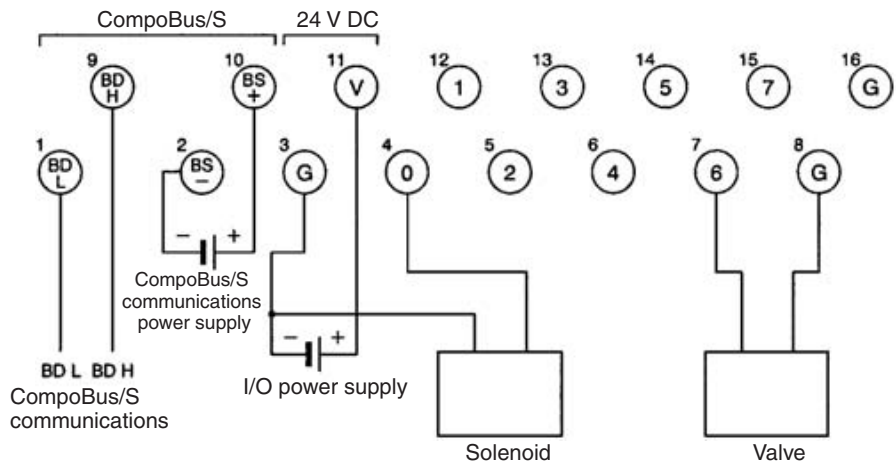 CompoBus/S 24 V DC
9 10 11 12 13 14 15 16
BD H BS + V 1 3 5 7 G
1 2 3 4 5 6 7 8
BD L BS – G 0 2 4 6 G
– +
CompoBus/S
communications
power supply
– +
BD L BD H
I/O power supply
CompoBus/S
communications
Solenoid Valve